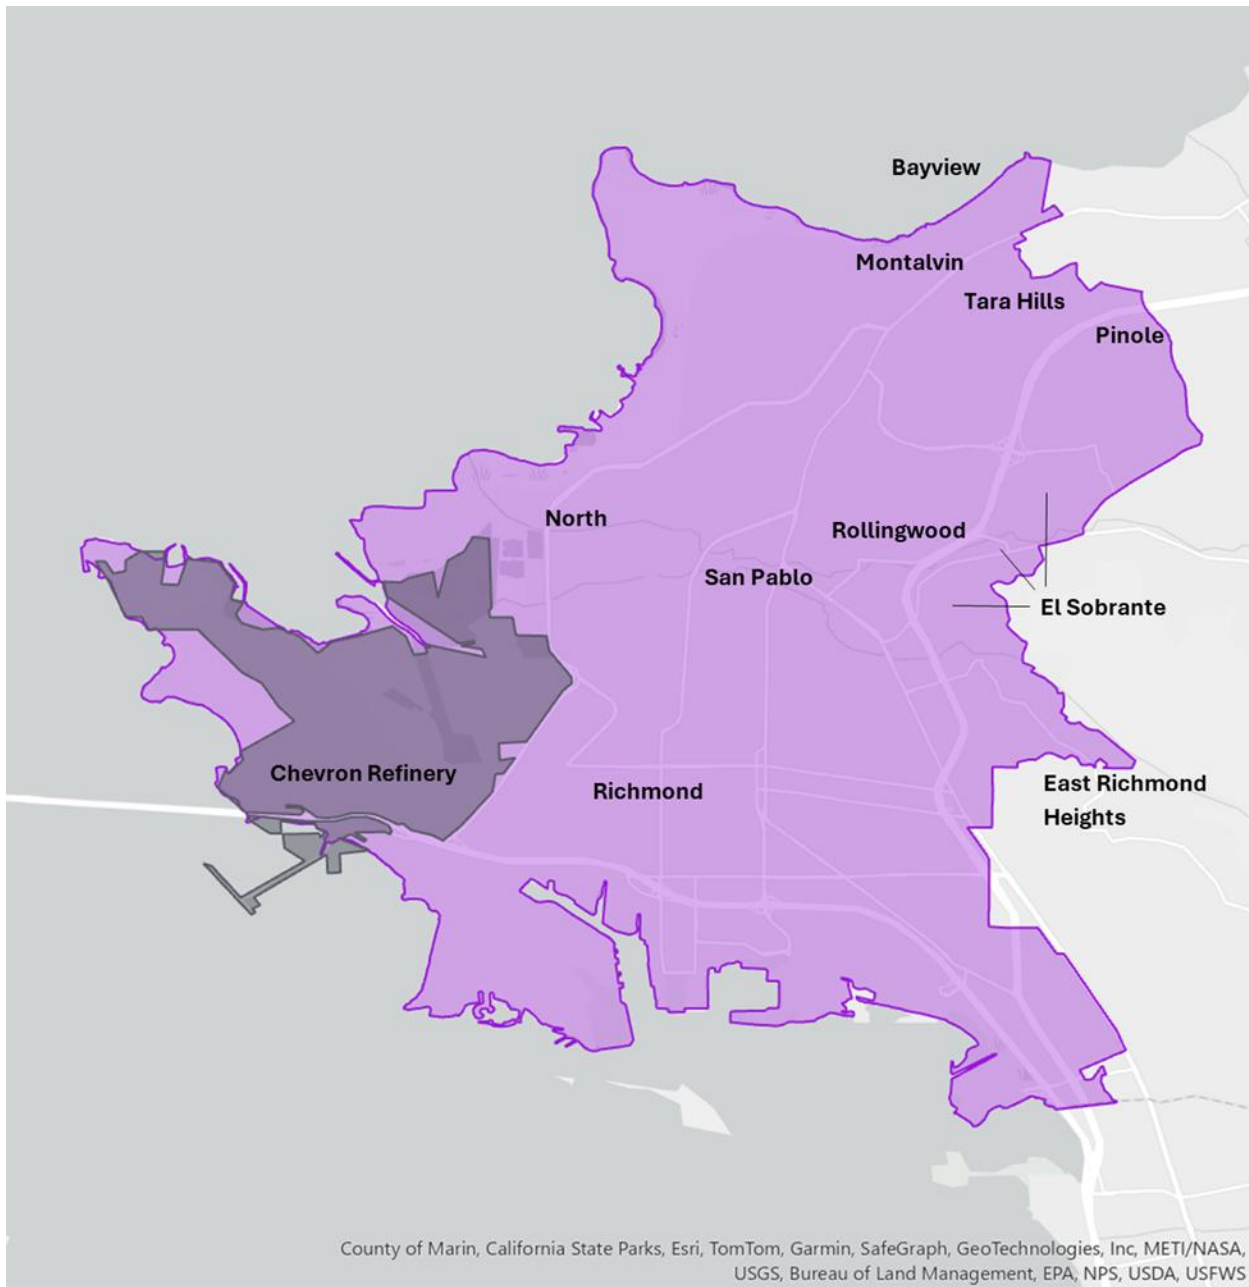 Bayview
Montalvin
Tara Hills
Pinole
North
Rollingwood
San Pablo
El Sobrante
Chevron Refinery
Richmond
East Richmond
Heights
County of Marin, California State Parks, Esri, TomTom, Garmin, SafeGraph, GeoTechnologies, Inc, METI/NASA,
USGS, Bureau of Land Management, EPA, NPS, USDA, USFWS